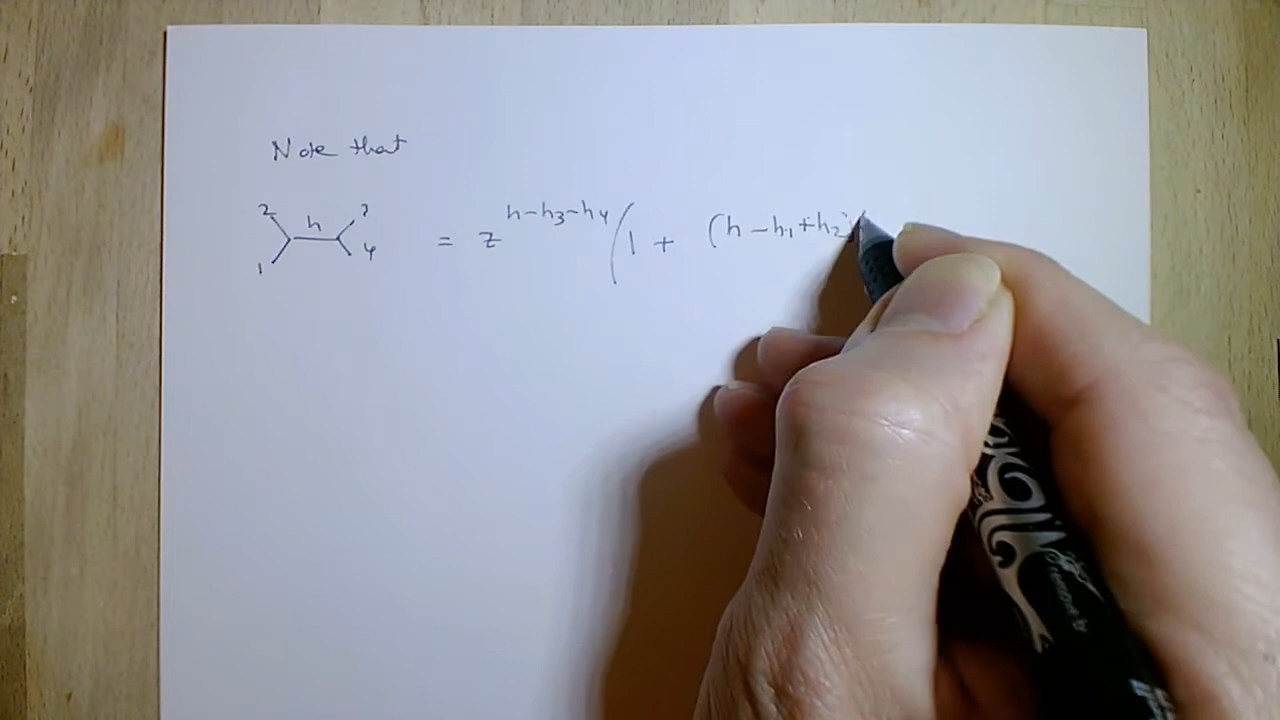 Note that
2 h 3 1 4 = z^{h-h_3-h_4} (1 + (h-h_1+h_2)(